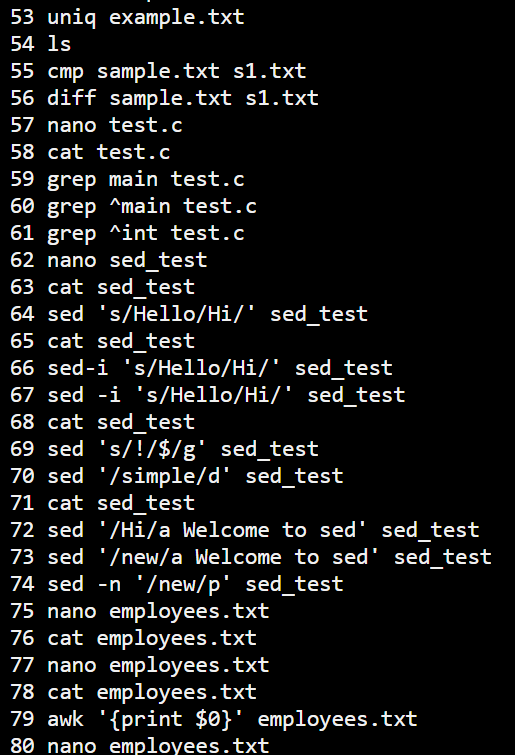 53 uniq example.txt
54 ls
55 cmp sample.txt s1.txt
56 diff sample.txt s1.txt
57 nano test.c
58 cat test.c
59 grep main test.c
60 grep ^main test.c
61 grep ^int test.c
62 nano sed_test
63 cat sed_test
64 sed 's/Hello/Hi/' sed_test
65 cat sed_test
66 sed-i 's/Hello/Hi/' sed_test
67 sed -i 's/Hello/Hi/' sed_test
68 cat sed_test
69 sed 's/!/$/g' sed_test
70 sed '/simple/d' sed_test
71 cat sed_test
72 sed '/Hi/a Welcome to sed' sed_test
73 sed '/new/a Welcome to sed' sed_test
74 sed -n '/new/p' sed_test
75 nano employees.txt
76 cat employees.txt
77 nano employees.txt
78 cat employees.txt
79 awk '{print $0}' employees.txt
80 nano employees.txt